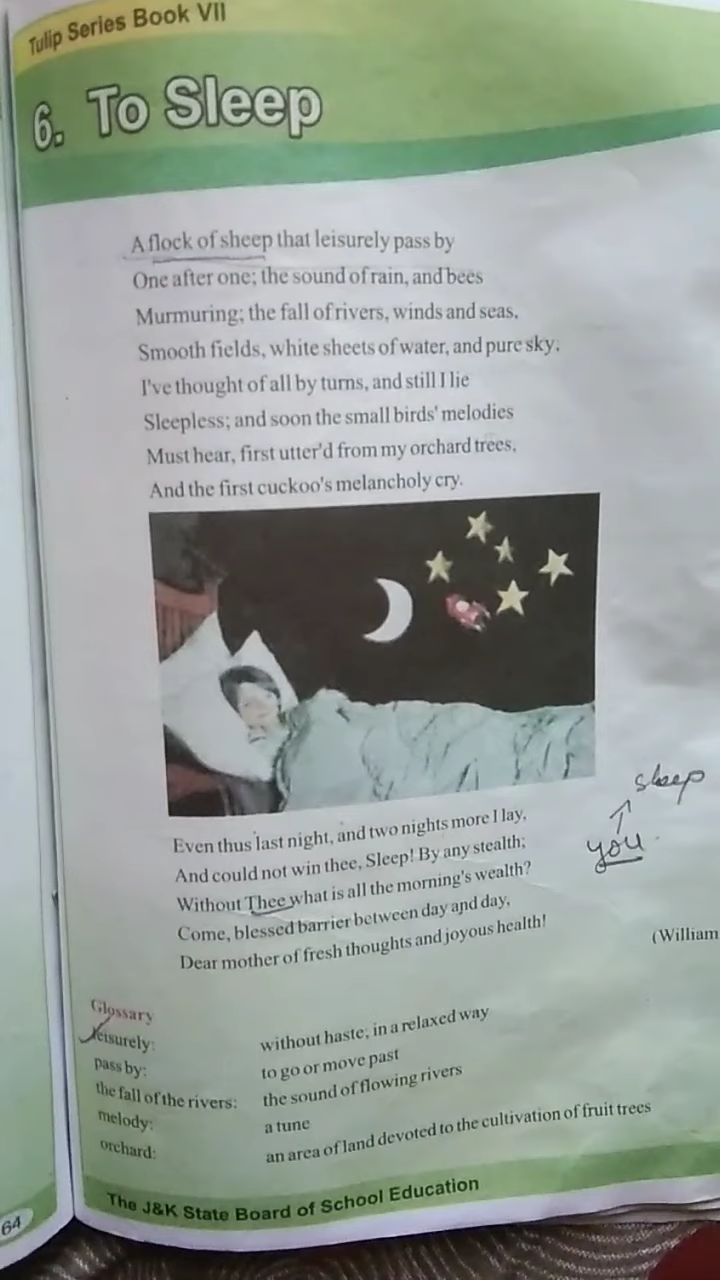 Tulip Series Book VII
6. To Sleep
A flock of sheep that leisurely pass by
One after one; the sound of rain, and bees
Murmuring; the fall of rivers, winds and seas,
Smooth fields, white sheets of water, and pure sky;
I've thought of all by turns, and still I lie
Sleepless; and soon the small birds' melodies
Must hear, first utter'd from my orchard trees,
And the first cuckoo's melancholy cry.
Even thus last night, and two nights more I lay,
And could not win thee, Sleep! By any stealth;
Without Thee what is all the morning's wealth?
Come, blessed barrier between day and day,
Dear mother of fresh thoughts and joyous health!
sleep
you
(William
Glossary
leisurely: without haste; in a relaxed way
pass by: to go or move past
the fall of the rivers: the sound of flowing rivers
melody: a tune
orchard: an area of land devoted to the cultivation of fruit trees
The J&K State Board of School Education
64